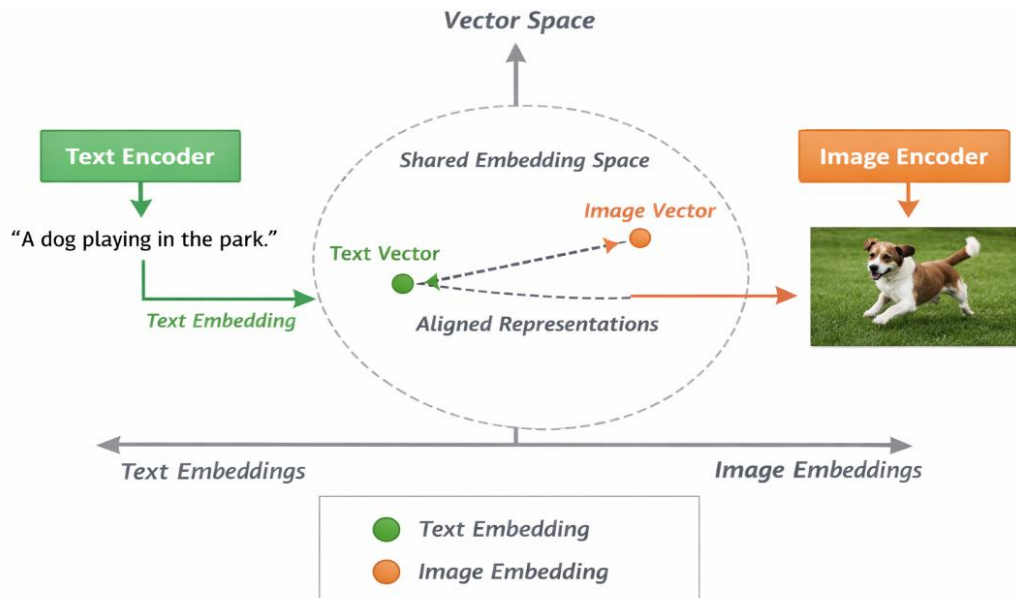 Vector Space
Text Encoder
Shared Embedding Space
Image Encoder
Image Vector
"A dog playing in the park."
Text Vector
Text Embedding
Aligned Representations
Text Embeddings
Image Embeddings
Text Embedding
Image Embedding